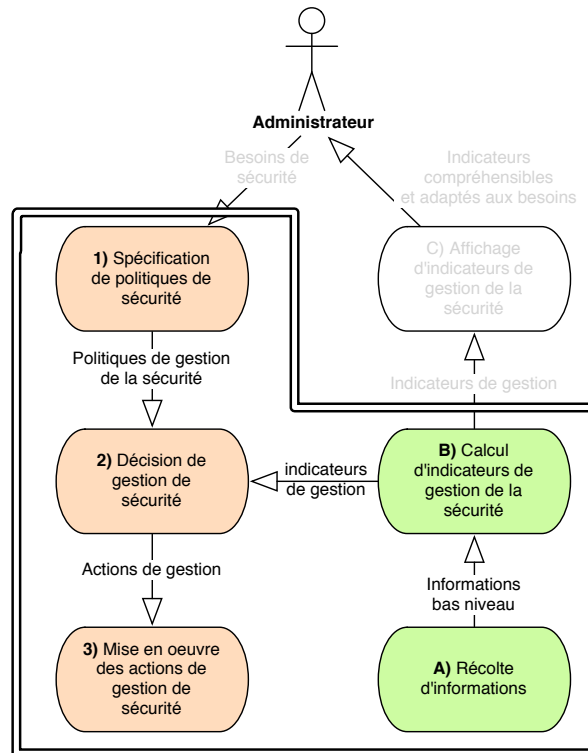 Administrateur
Besoins de
sécurité
Indicateurs
compréhensibles
et adaptés aux besoins
1) Spécification
de politiques de
sécurité
C) Affichage
d'indicateurs de
gestion de la
sécurité
Politiques de gestion
de la sécurité
Indicateurs de gestion
2) Décision de
gestion de
sécurité
indicateurs
de gestion
B) Calcul
d'indicateurs de
gestion de la
sécurité
Actions de gestion
Informations
bas niveau
3) Mise en oeuvre
des actions de
gestion de
sécurité
A) Récolte
d'informations